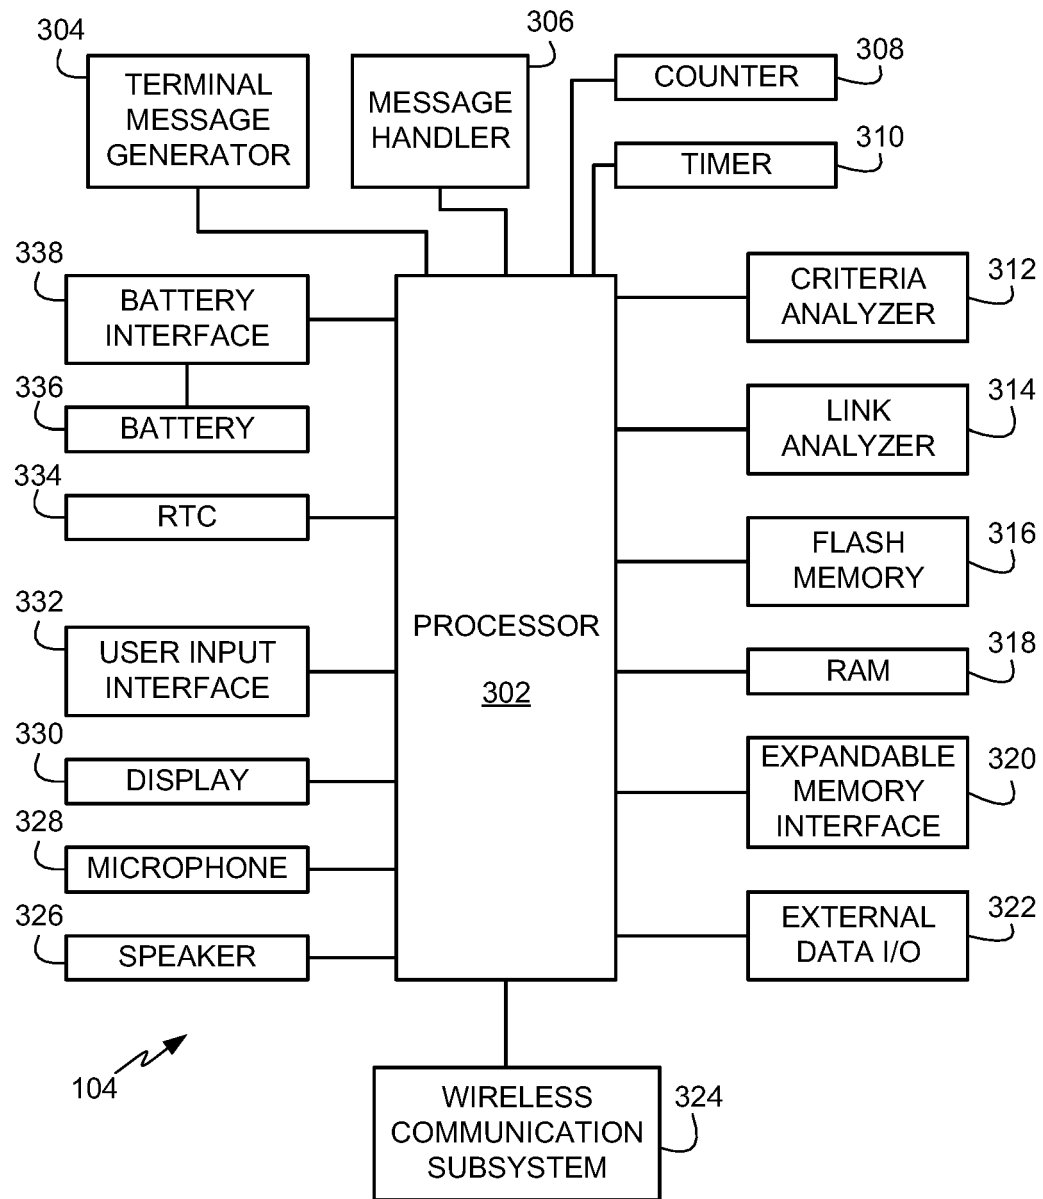 304
TERMINAL
MESSAGE
GENERATOR
306
MESSAGE
HANDLER
COUNTER
308
TIMER
310
338
BATTERY
INTERFACE
336
BATTERY
334
RTC
332
USER INPUT
INTERFACE
330
DISPLAY
328
MICROPHONE
326
SPEAKER
PROCESSOR
302
CRITERIA
ANALYZER
312
LINK
ANALYZER
314
FLASH
MEMORY
316
RAM
318
EXPANDABLE
MEMORY
INTERFACE
320
EXTERNAL
DATA I/O
322
104
WIRELESS
COMMUNICATION
SUBSYSTEM
324